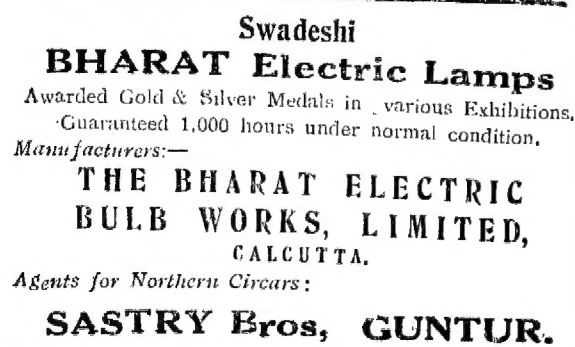 Swadeshi
BHARAT Electric Lamps
Awarded Gold & Silver Medals in various Exhibitions.
Guaranteed 1,000 hours under normal condition.
Manufacturers:—
THE BHARAT ELECTRIC
BULB WORKS, LIMITED,
CALCUTTA.
Agents for Northern Circars:
SASTRY Bros, GUNTUR.